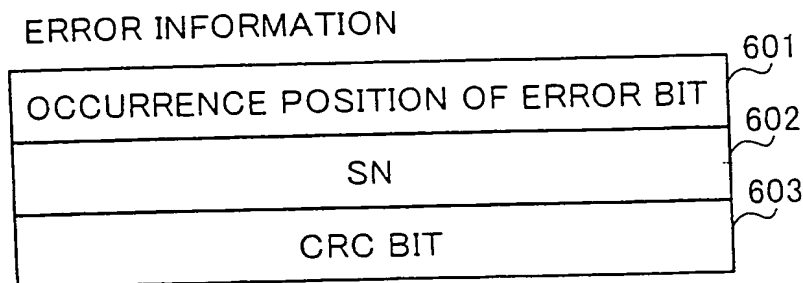 ERROR INFORMATION
601
OCCURRENCE POSITION OF ERROR BIT
602
SN
603
CRC BIT